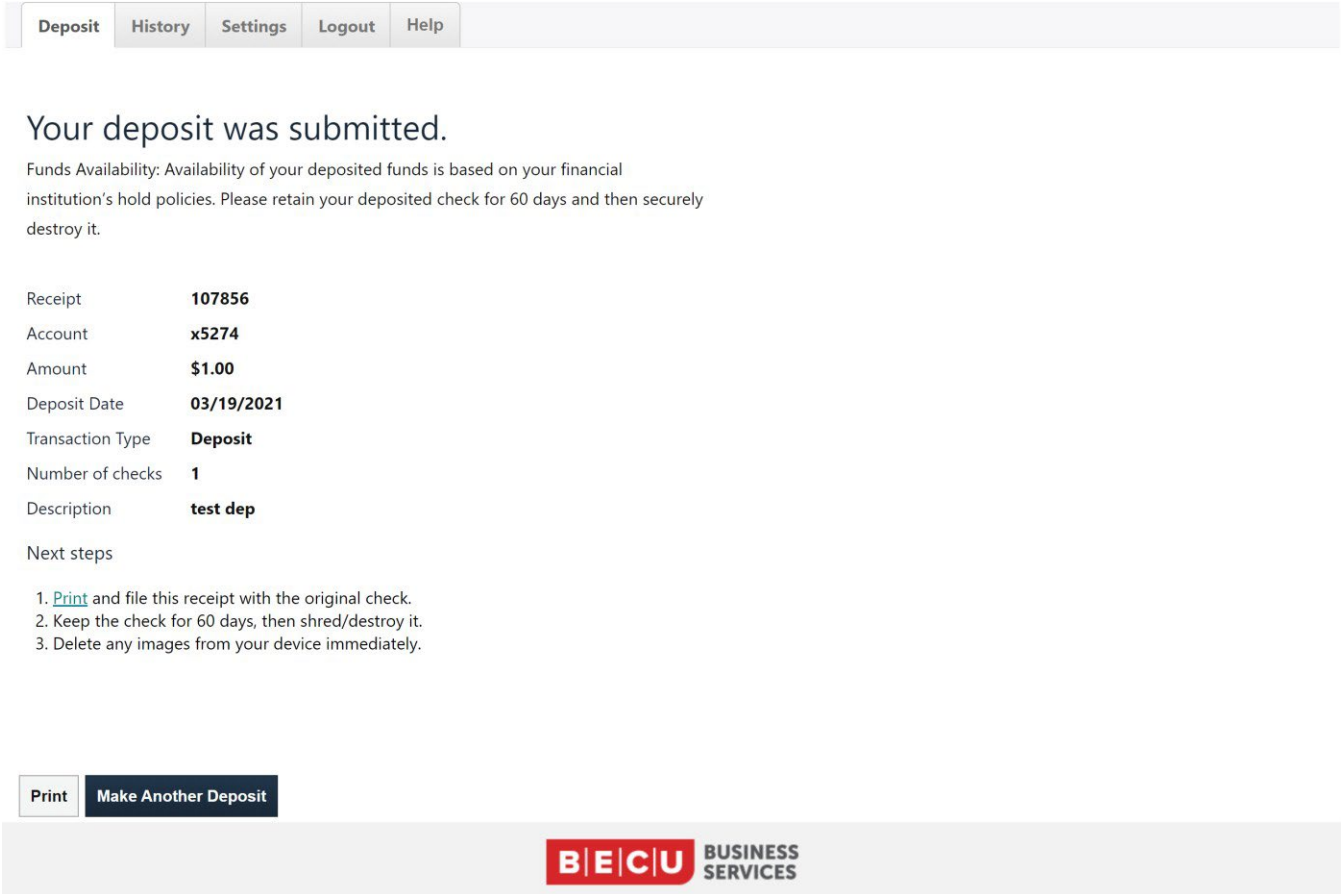 Deposit History Settings Logout Help
Your deposit was submitted.
Funds Availability: Availability of your deposited funds is based on your financial
institution's hold policies. Please retain your deposited check for 60 days and then securely
destroy it.
Receipt 107856
Account x5274
Amount $1.00
Deposit Date 03/19/2021
Transaction Type Deposit
Number of checks 1
Description test dep
Next steps
1. Print and file this receipt with the original check.
2. Keep the check for 60 days, then shred/destroy it.
3. Delete any images from your device immediately.
Print Make Another Deposit
B|E|C|U BUSINESS
SERVICES